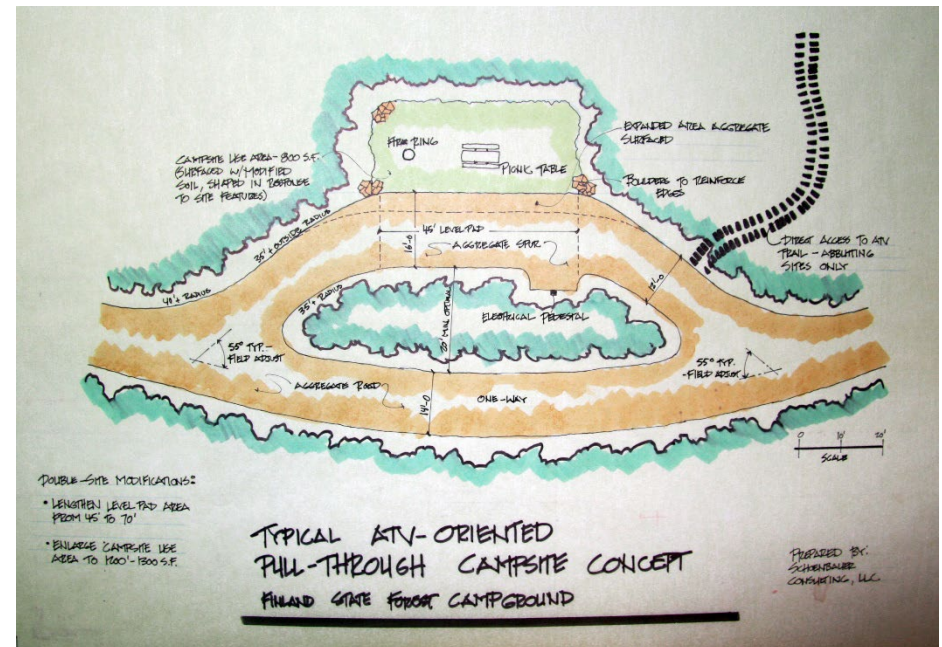 FIRE RING
PICNIC TABLE
EXPANDED AREA AGGREGATE
SURFACED
CAMPSITE USE AREA - 800 S.F.
(SURFACED W/MODIFIED
SOIL, SHAPED IN RESPONSE
TO SITE FEATURES)
BOULDERS TO REINFORCE
EDGES
35'+ OUTSIDE RADIUS
45' LEVEL PAD
16'-0
AGGREGATE SPUR
DIRECT ACCESS TO ATV
TRAIL - ABUTTING
SITES ONLY
40'+ RADIUS
35'+ RADIUS
12'-0
ELECTRICAL PEDESTAL
20' MIN. OPTIMAL
55° TYP. -
FIELD ADJUST
55° TYP.
- FIELD ADJUST
AGGREGATE ROAD
14'-0
ONE-WAY
0 10' 20'
SCALE
DOUBLE-SITE MODIFICATIONS:
• LENGTHEN LEVEL PAD AREA
FROM 45' TO 70'
• ENLARGE CAMPSITE USE
AREA TO 1200'-1300 S.F.
TYPICAL ATV-ORIENTED
PULL-THROUGH CAMPSITE CONCEPT
FINLAND STATE FOREST CAMPGROUND
PREPARED BY:
SCHOENBAUER
CONSULTING, LLC